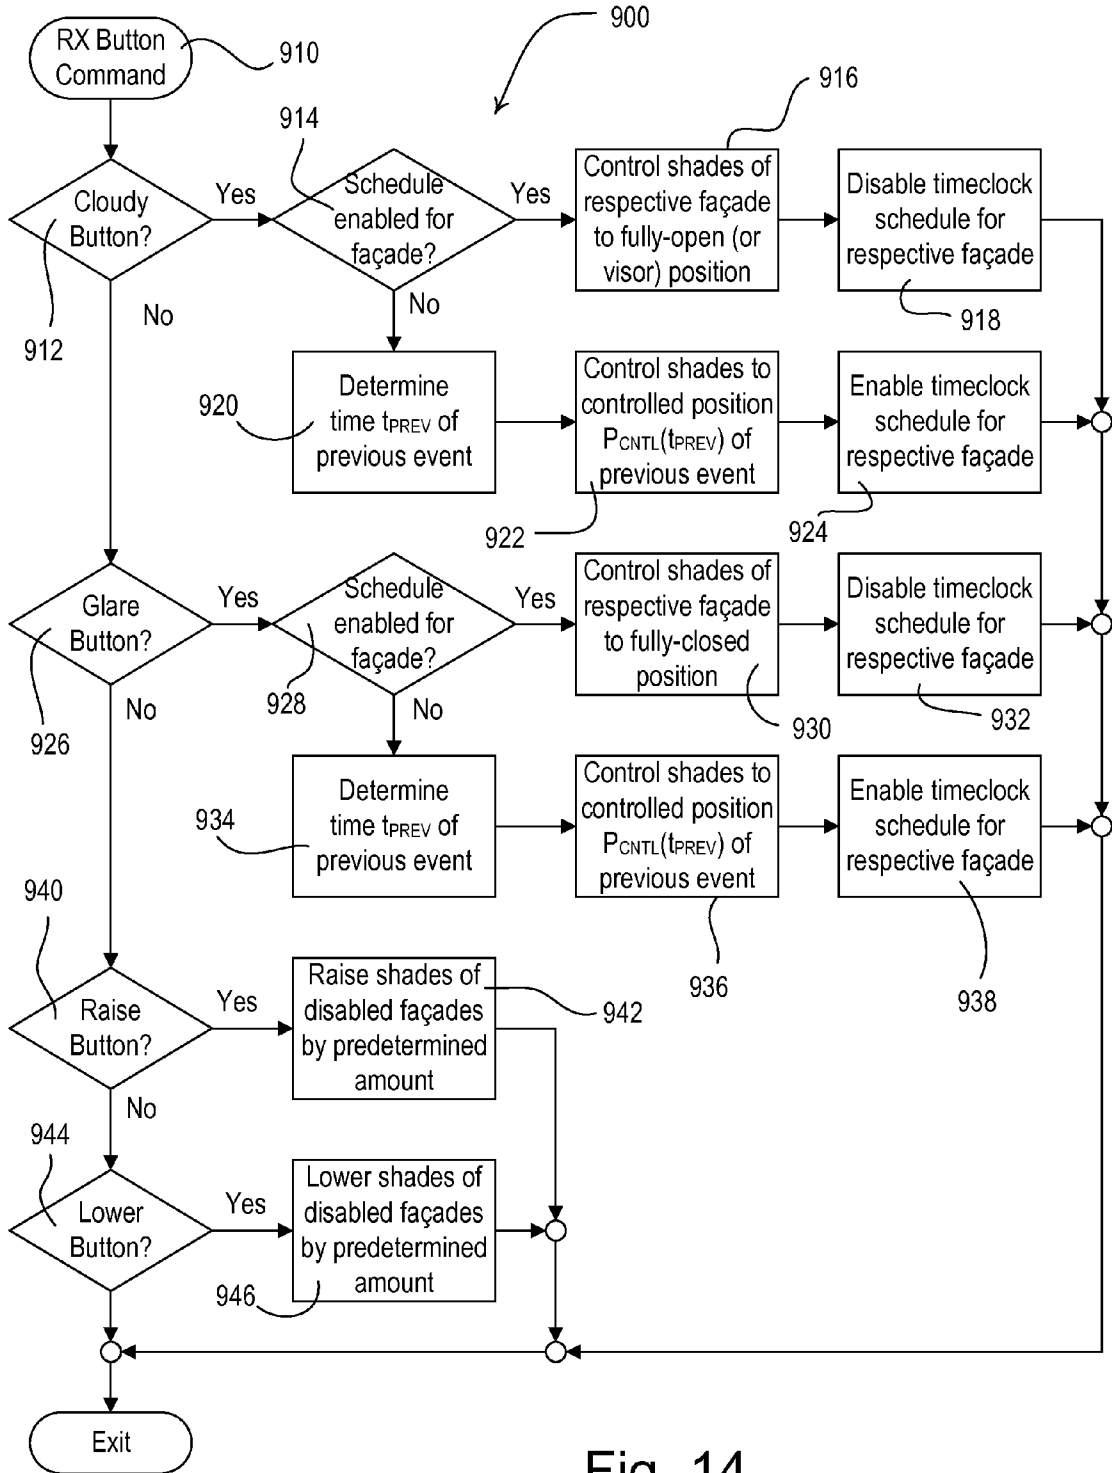 900
RX Button
Command
910
914
916
Cloudy
Button?
Yes
Schedule
enabled for
façade?
Yes
Control shades of
respective façade
to fully-open (or
visor) position
Disable timeclock
schedule for
respective façade
912
No
No
918
920
Determine
time tPREV of
previous event
Control shades to
controlled position
PCNTL(tPREV) of
previous event
Enable timeclock
schedule for
respective façade
922
924
Glare
Button?
Yes
Schedule
enabled for
façade?
Yes
Control shades of
respective façade
to fully-closed
position
Disable timeclock
schedule for
respective façade
926
No
928
No
930
932
934
Determine
time tPREV of
previous event
Control shades to
controlled position
PCNTL(tPREV) of
previous event
Enable timeclock
schedule for
respective façade
936
938
940
Raise
Button?
Yes
Raise shades of
disabled façades
by predetermined
amount
942
No
944
Lower
Button?
Yes
Lower shades of
disabled façades
by predetermined
amount
946
Exit
Fig. 14